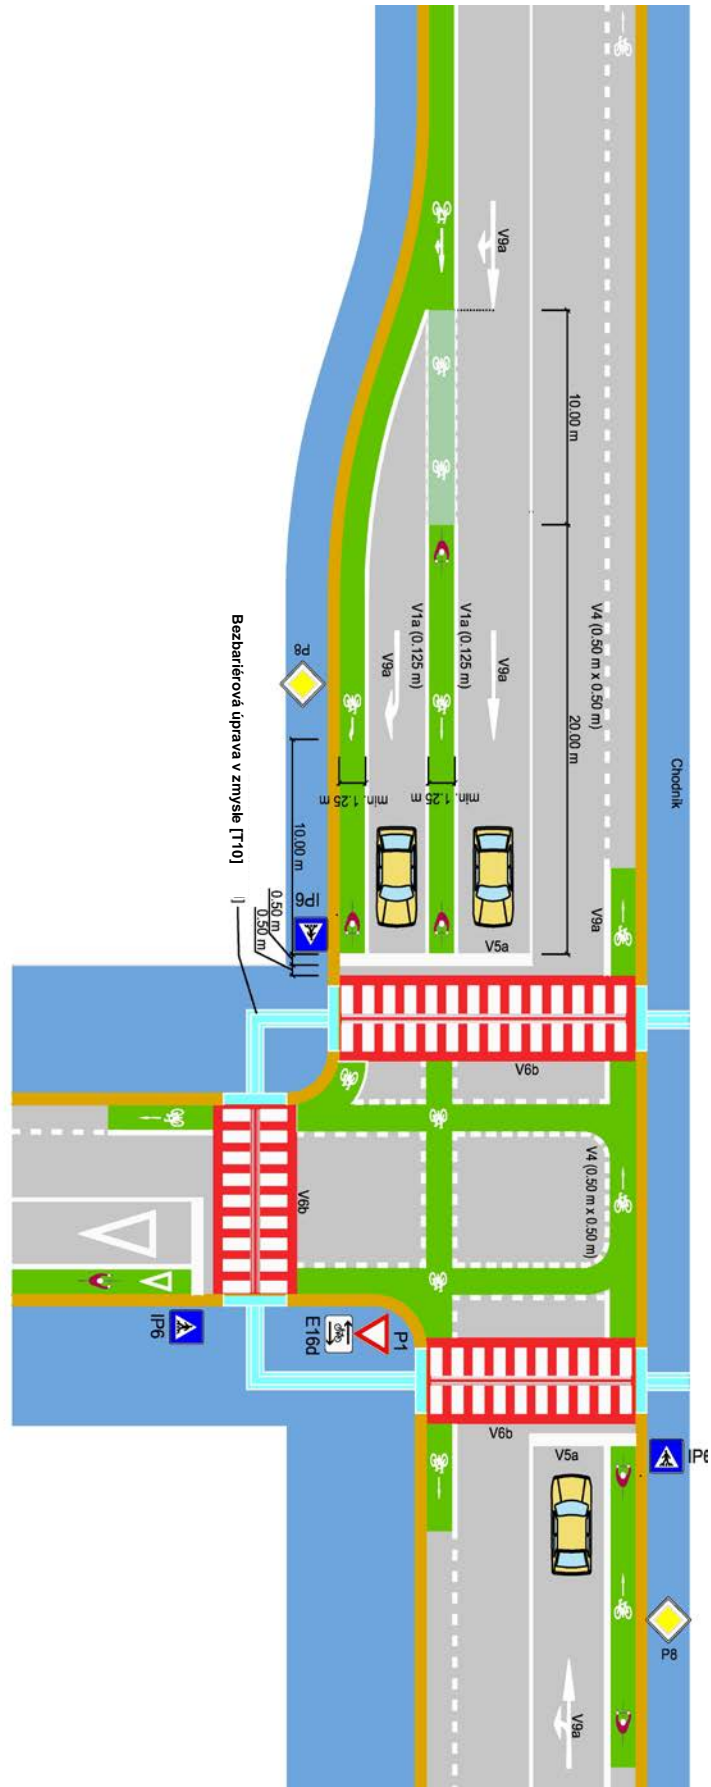 V9a
10.00 m
V4 (0.50 m x 0.50 m)
V1a (0.125 m)
V1a (0.125 m)
V9a
V9a
20.00 m
Chodník
P8
Bezbariérová úprava v zmysle [T10]
]
min. 1.25 m
min. 1.25 m
10.00 m
IP6
0.50 m
0.50 m
V9a
V5a
V6b
V4 (0.50 m x 0.50 m)
V6b
IP6
E16d
P1
V6b
V5a
IP6
P8
V9a